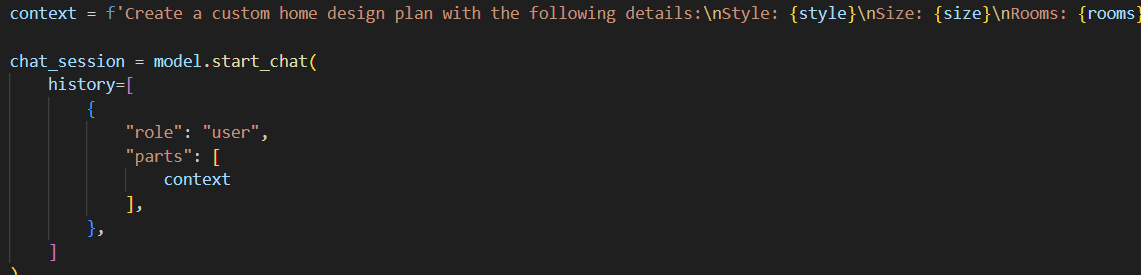 context = f'Create a custom home design plan with the following details:\nStyle: {style}\nSize: {size}\nRooms: {rooms}
chat_session = model.start_chat(
history=[
{
"role": "user",
"parts": [
context
],
},
]
)